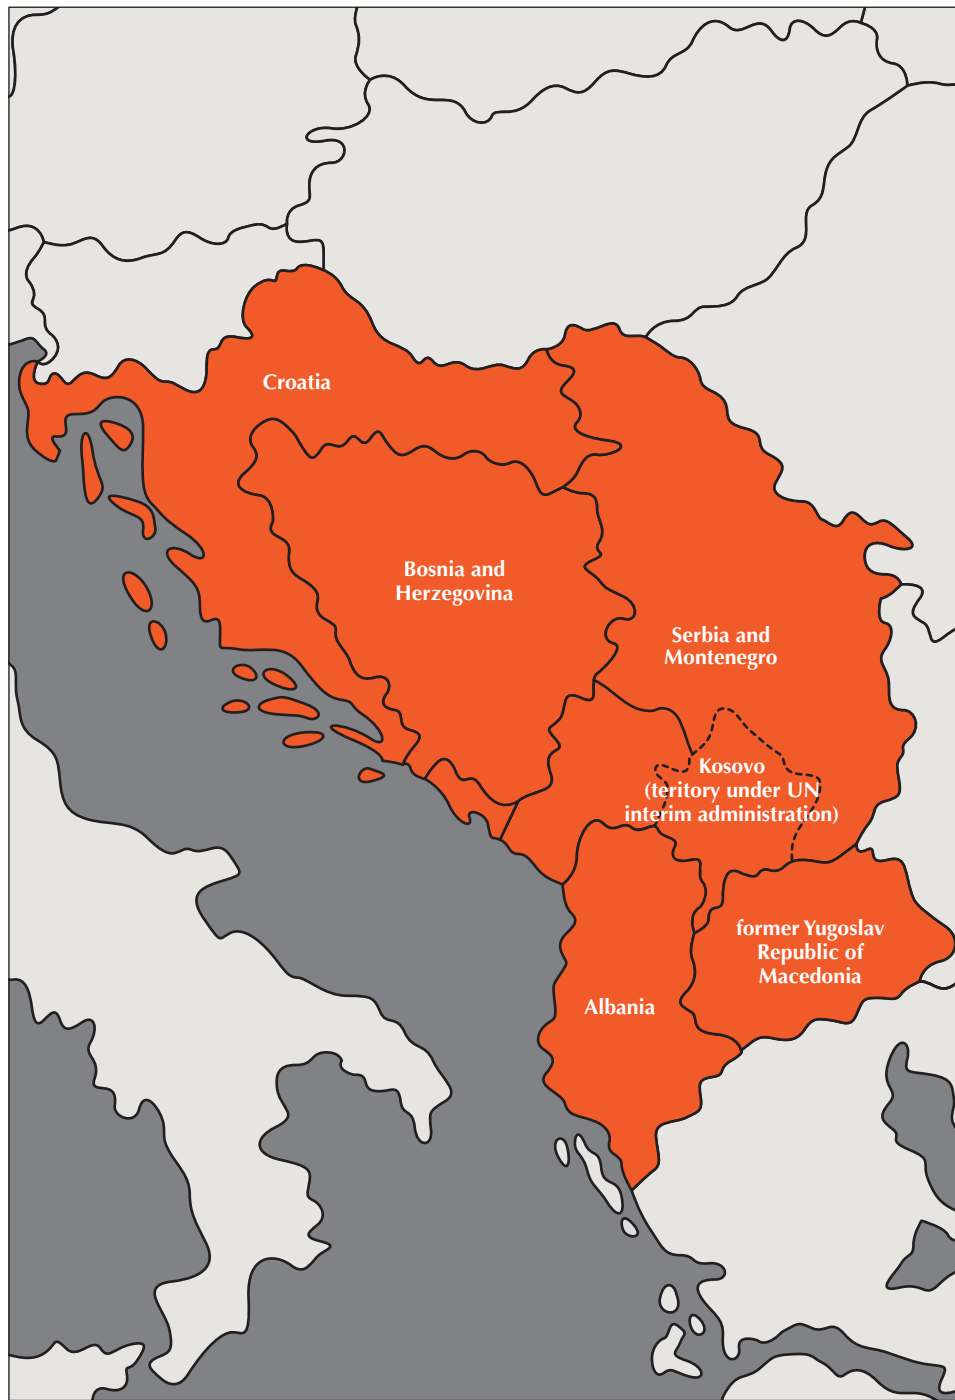 Croatia
Bosnia and
Herzegovina
Serbia and
Montenegro
Kosovo
(teritory under UN
interim administration)
former Yugoslav
Republic of
Macedonia
Albania